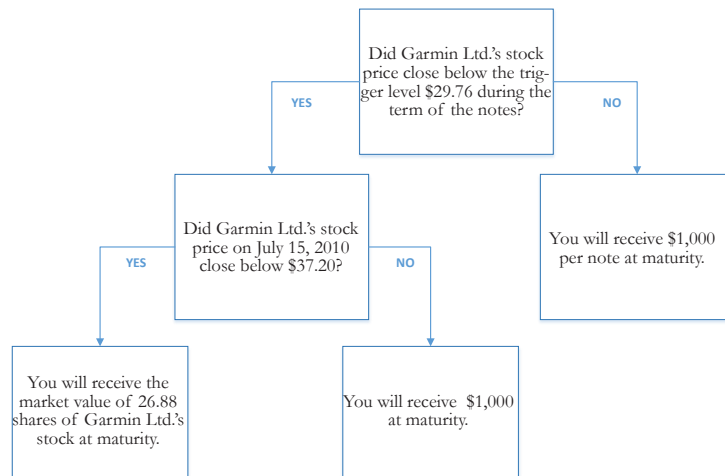 Did Garmin Ltd.'s stock
price close below the trig-
ger level $29.76 during the
term of the notes?
YES
NO
Did Garmin Ltd.'s stock
price on July 15, 2010
close below $37.20?
You will receive $1,000
per note at maturity.
YES
NO
You will receive the
market value of 26.88
shares of Garmin Ltd.'s
stock at maturity.
You will receive $1,000
at maturity.